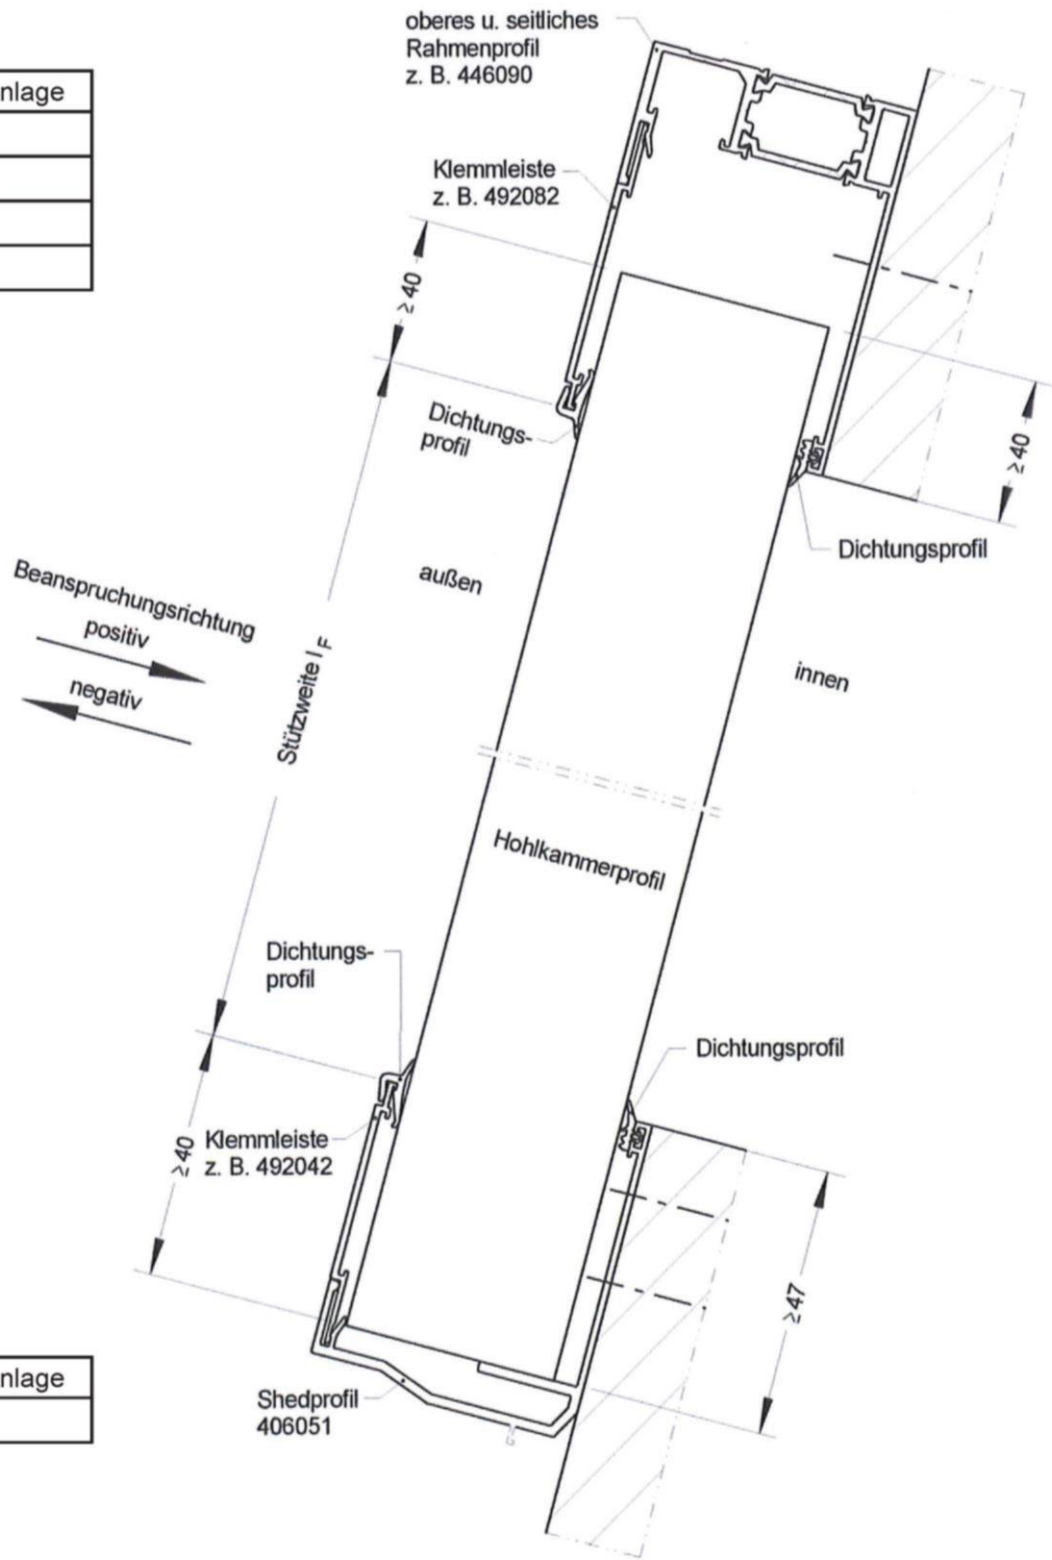 oberes u. seitliches
Rahmenprofil
z. B. 446090
nlage
Klemmleiste
z. B. 492082
≥40
Dichtungs-
profil
≥40
Dichtungsprofil
außen
Beanspruchungsrichtung
positiv
negativ
innen
Stützweite l F
Hohlkammerprofil
Dichtungs-
profil
Dichtungsprofil
≥40
Klemmleiste
z. B. 492042
≥47
nlage
Shedprofil
406051